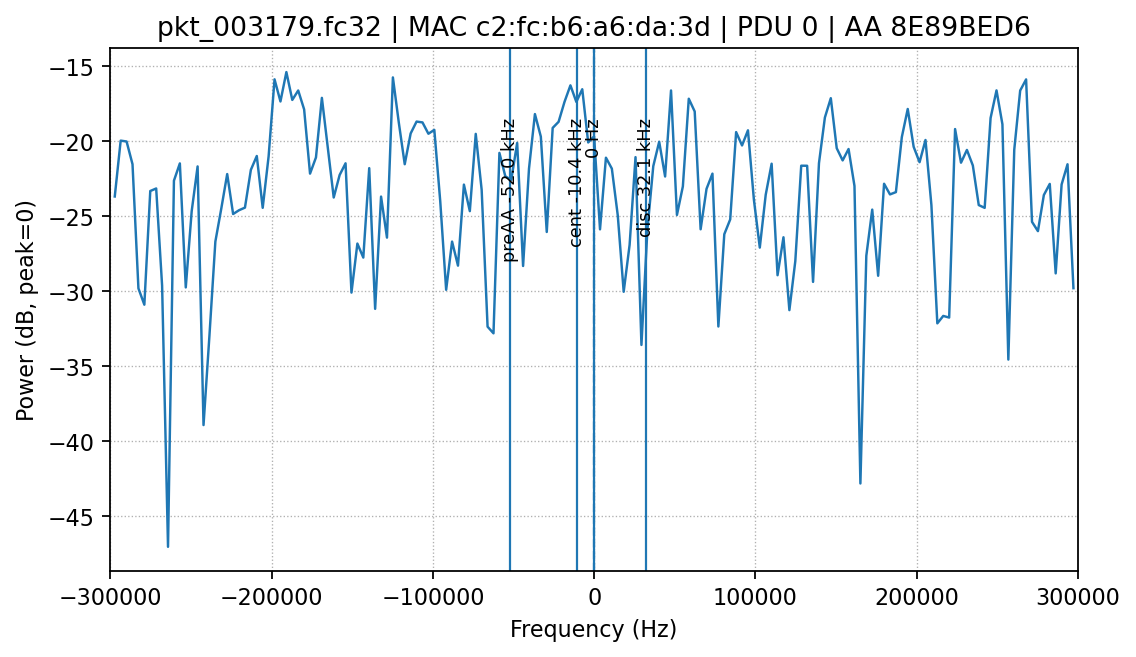 pkt_003179.fc32 | MAC c2:fc:b6:a6:da:3d | PDU 0 | AA 8E89BED6
Power (dB, peak=0)
−15
−20
−25
−30
−35
−40
−45
preAA -52.0 kHz
cent -10.4 kHz
0 Hz
disc 32.1 kHz
−300000
−200000
−100000
0
100000
200000
300000
Frequency (Hz)